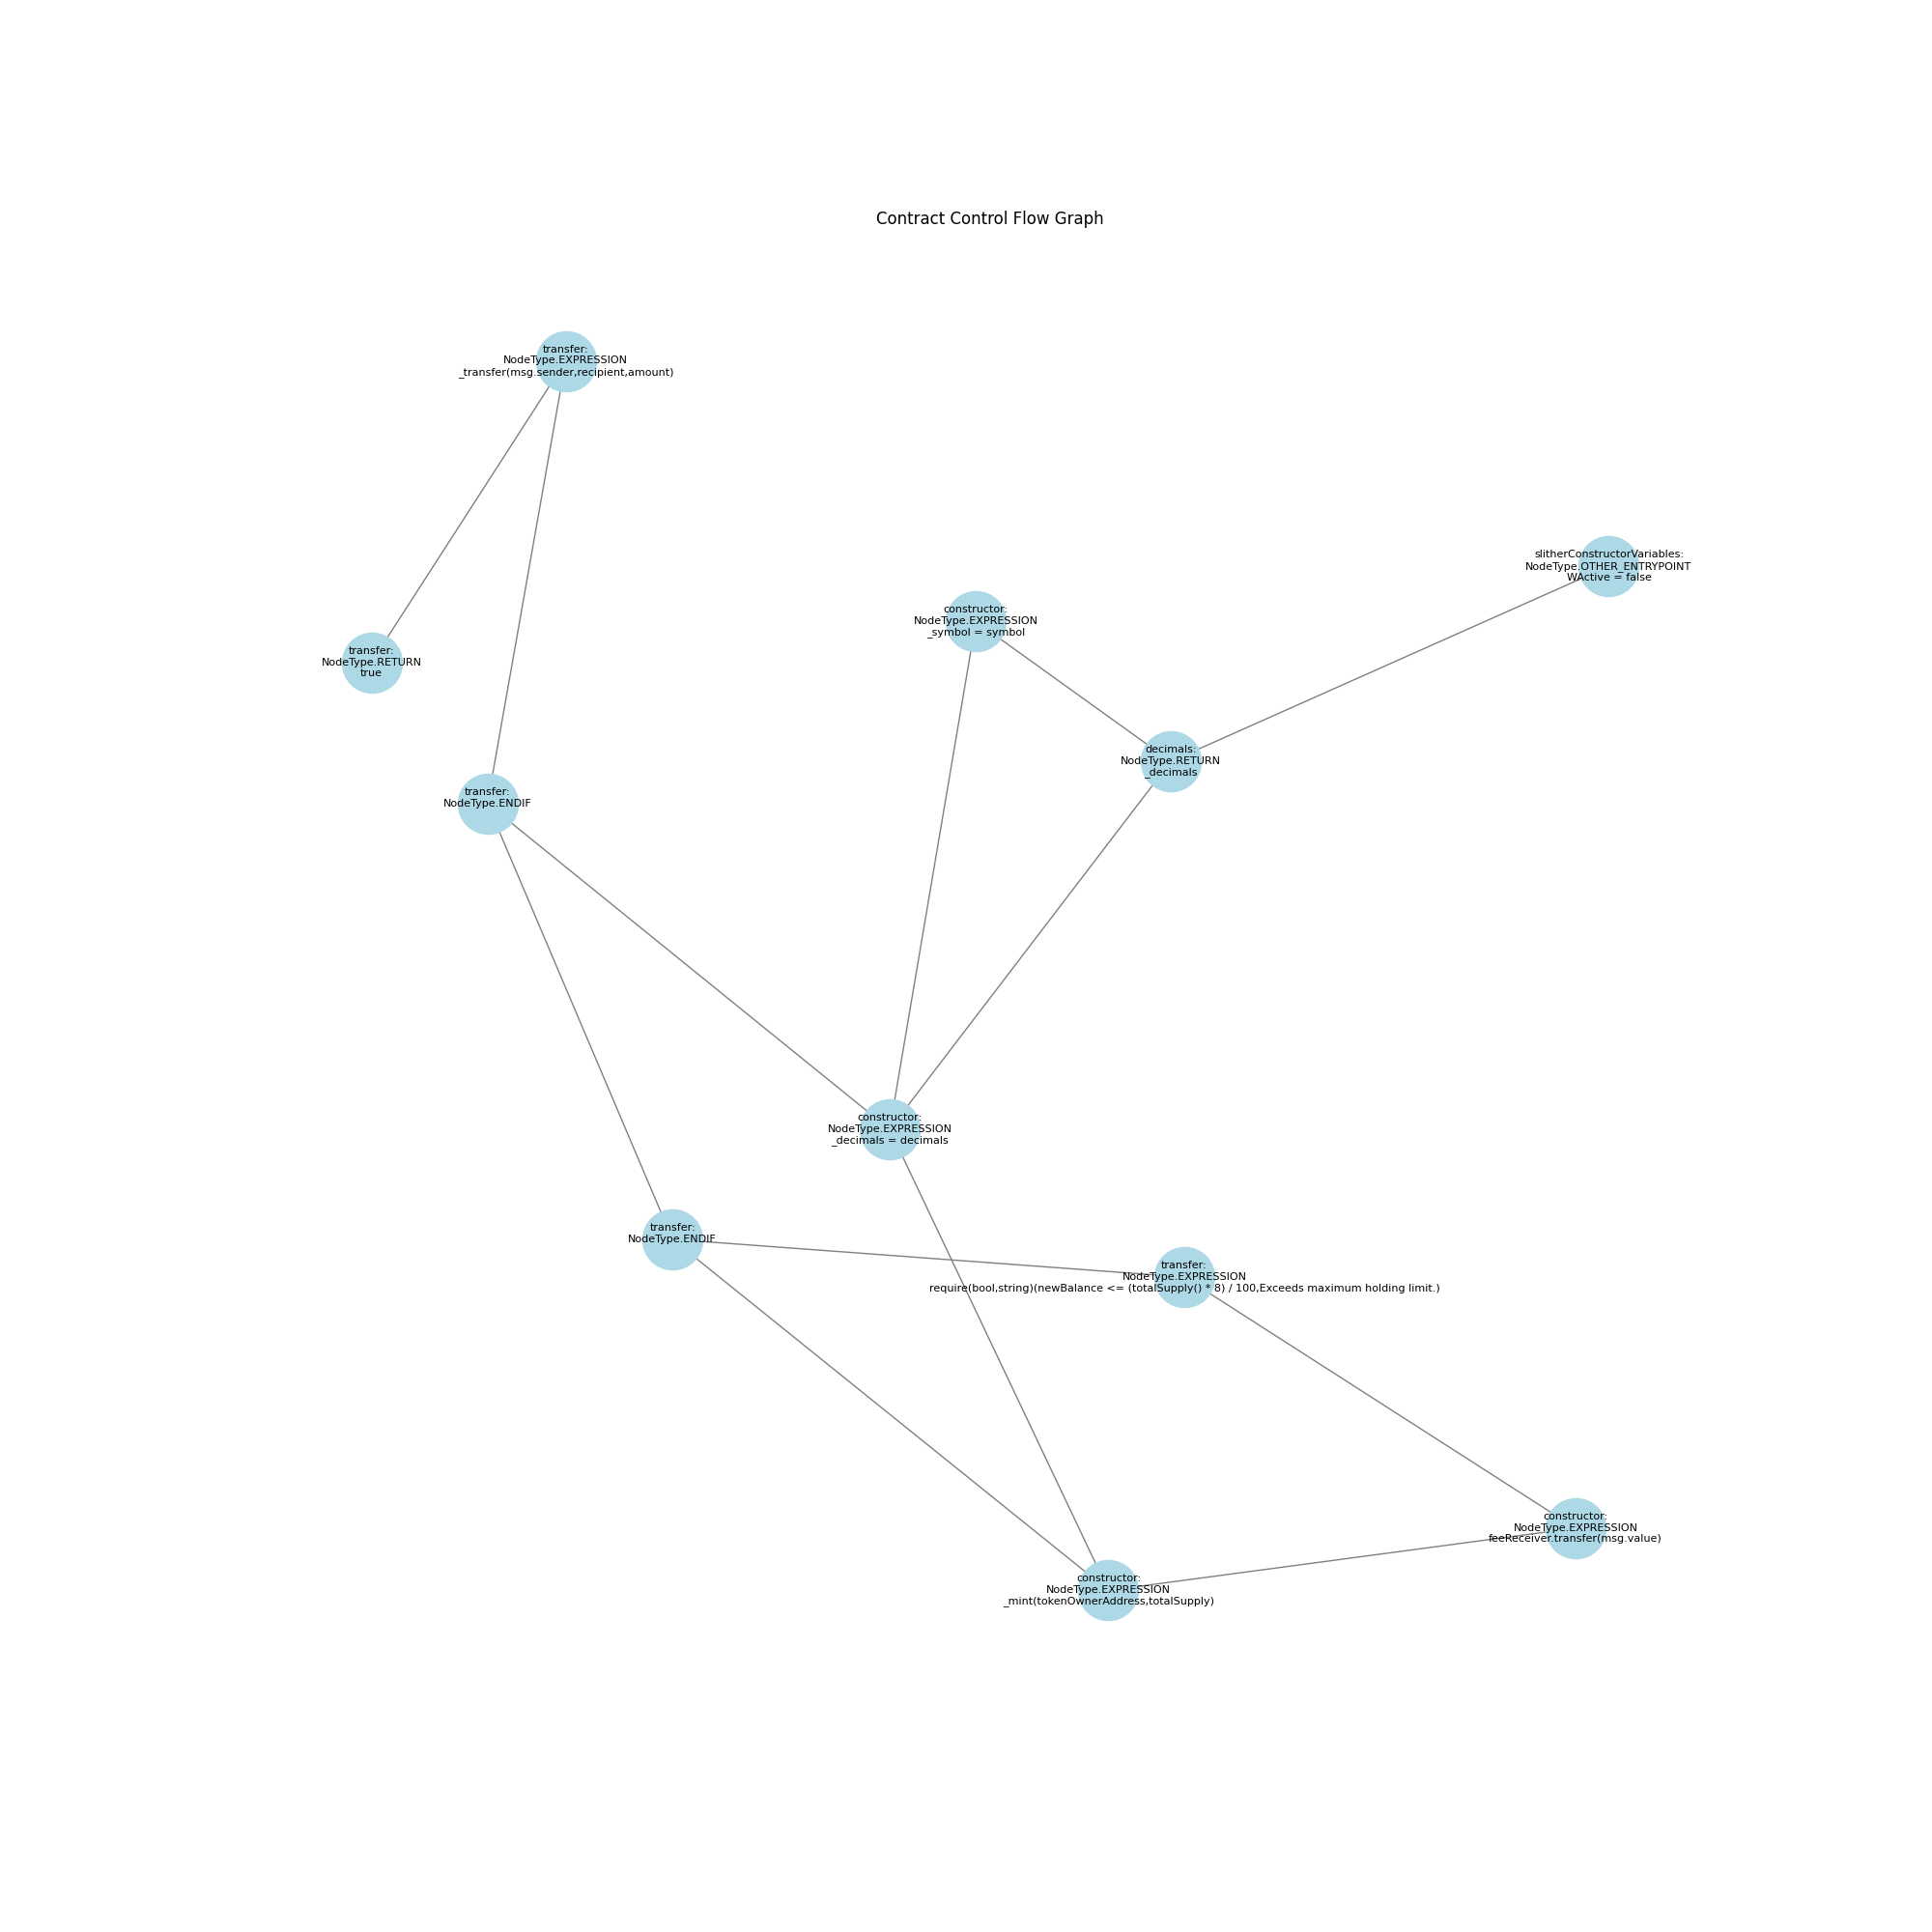 Contract Control Flow Graph
transfer:
NodeType.EXPRESSION
_transfer(msg.sender,recipient,amount)
slitherConstructorVariables:
NodeType.OTHER_ENTRYPOINT
WActive = false
constructor:
NodeType.EXPRESSION
_symbol = symbol
transfer:
NodeType.RETURN
true
decimals:
NodeType.RETURN
_decimals
transfer:
NodeType.ENDIF
constructor:
NodeType.EXPRESSION
_decimals = decimals
transfer:
NodeType.ENDIF
transfer:
NodeType.EXPRESSION
require(bool,string)(newBalance <= (totalSupply() * 8) / 100,Exceeds maximum holding limit.)
constructor:
NodeType.EXPRESSION
feeReceiver.transfer(msg.value)
constructor:
NodeType.EXPRESSION
_mint(tokenOwnerAddress,totalSupply)